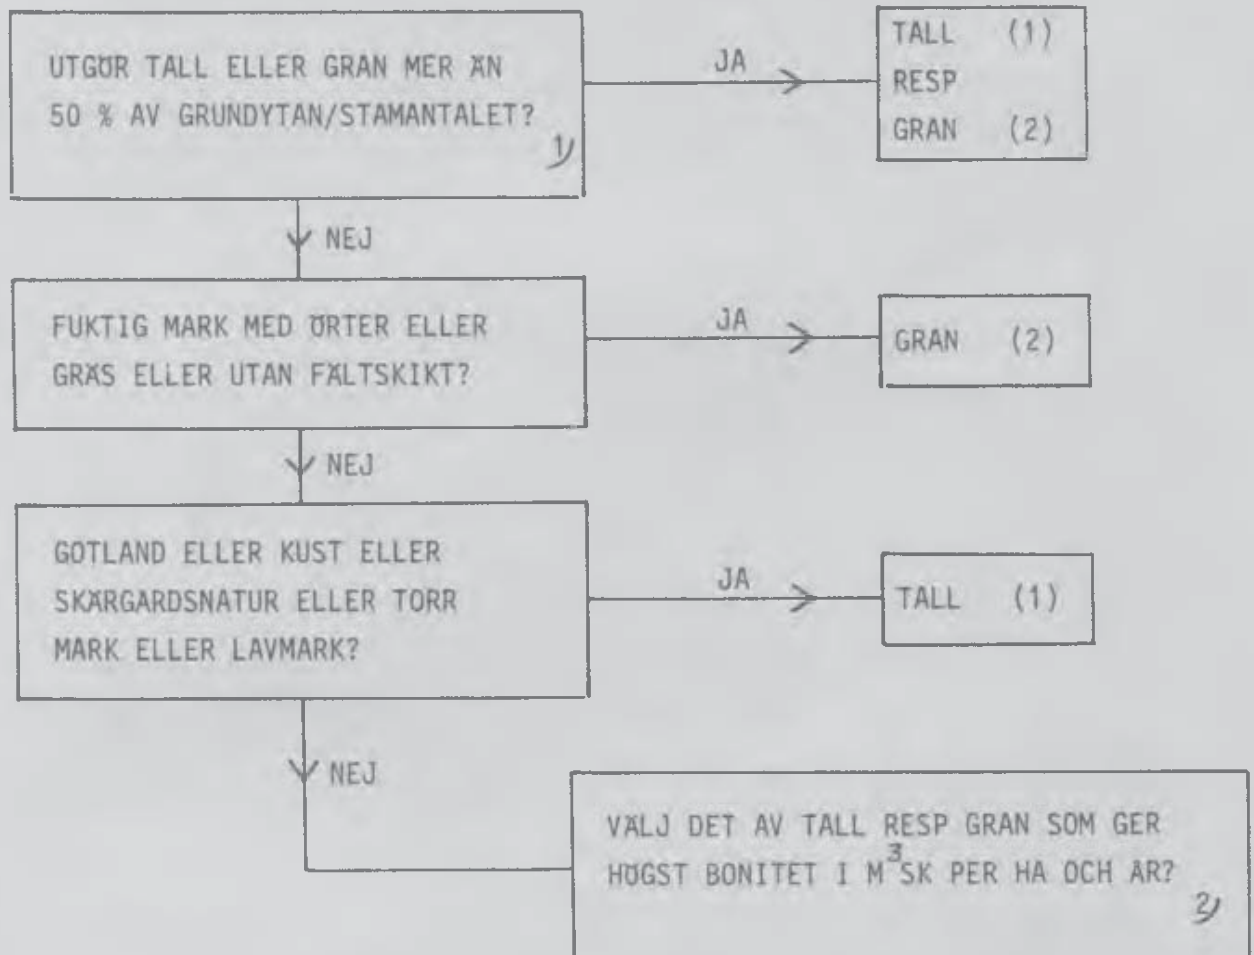 UTGÖR TALL ELLER GRAN MER ÄN
50 % AV GRUNDYTAN/STAMANTALET?
1)
JA
TALL (1)
RESP
GRAN (2)
NEJ
FUKTIG MARK MED ÖRTER ELLER
GRÄS ELLER UTAN FÄLTSKIKT?
JA
GRAN (2)
NEJ
GOTLAND ELLER KUST ELLER
SKÄRGÅRDSNATUR ELLER TORR
MARK ELLER LAVMARK?
JA
TALL (1)
NEJ
VÄLJ DET AV TALL RESP GRAN SOM GER
HÖGST BONITET I M³SK PER HA OCH ÅR?
2)